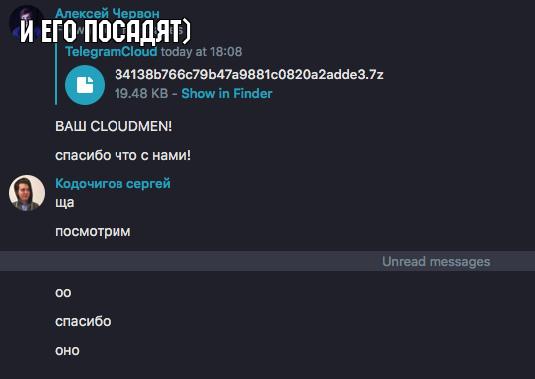 Алексей Червон
И ЕГО ПОСАДЯТ)
TelegramCloud today at 18:08
34138b766c79b47a9881c0820a2adde3.7z
19.48 KB - Show in Finder
ВАШ CLOUDMEN!
спасибо что с нами!
Кодочигов сергей
ща
посмотрим
Unread messages
оо
спасибо
оно